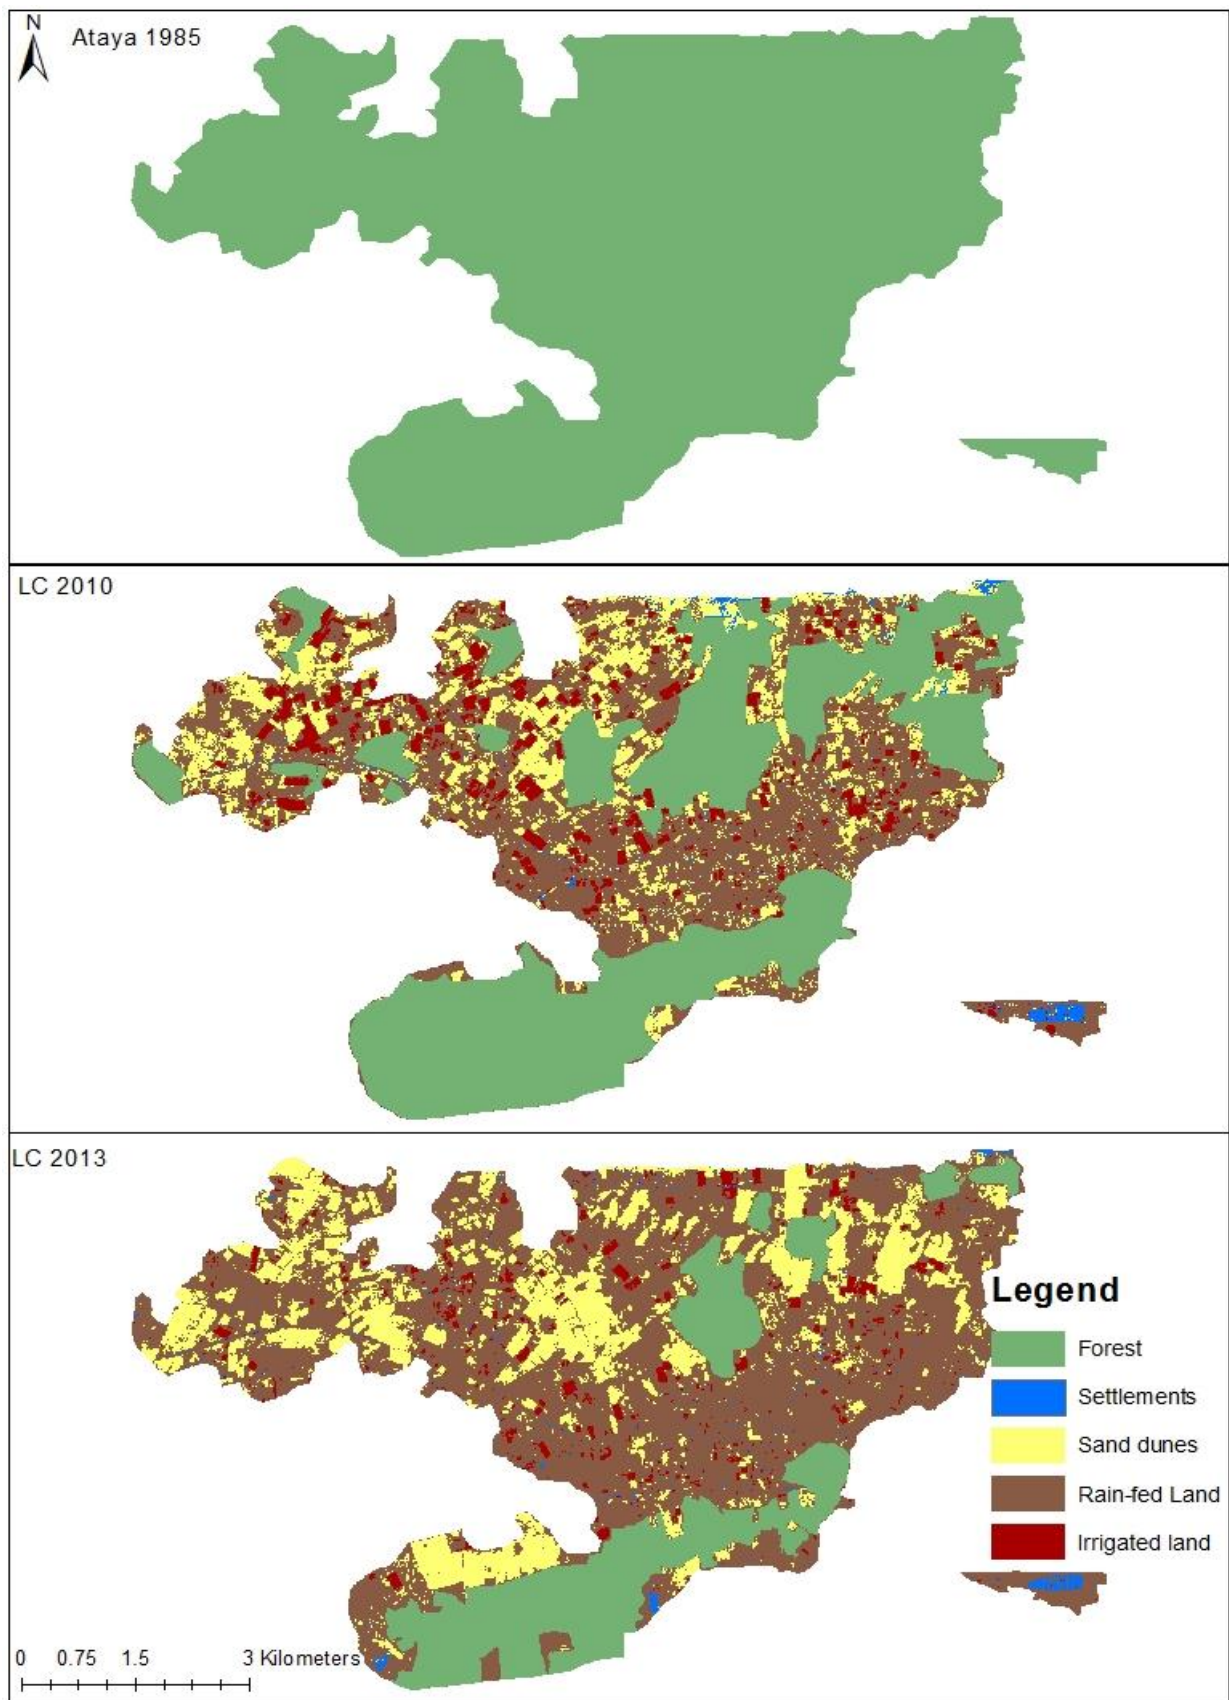 N
Ataya 1985
LC 2010
LC 2013
Legend
Forest
Settlements
Sand dunes
Rain-fed Land
Irrigated land
0 0.75 1.5 3 Kilometers